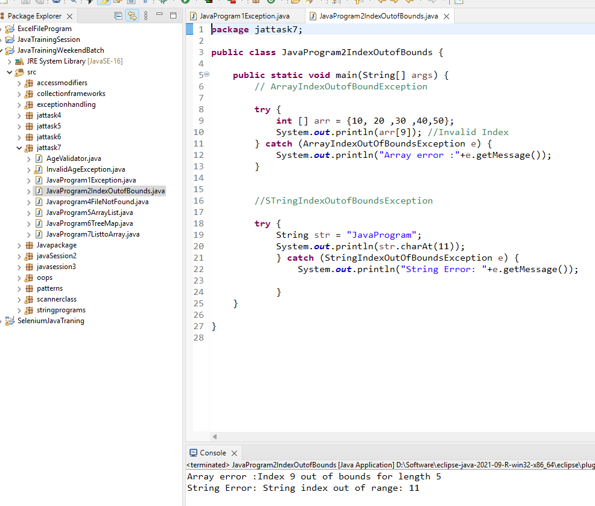 Package Explorer
ExcelFileProgram
JavaTrainingSession
JavaTrainingWeekendBatch
JRE System Library [JavaSE-16]
src
accessmodifiers
collectionframeworks
exceptionhandling
jattask4
jattask5
jattask6
jattask7
AgeValidator.java
InvalidAgeException.java
JavaProgram1Exception.java
JavaProgram2IndexOutofBounds.java
Javaprogram4FileNotFound.java
JavaProgram5ArrayList.java
JavaProgram6TreeMap.java
JavaProgram7ListtoArray.java
Javapackage
javaSession2
javasession3
oops
patterns
scannerclass
stringprograms
SeleniumJavaTraning
JavaProgram1Exception.java
JavaProgram2IndexOutofBounds.java
1 package jattask7;
2
3 public class JavaProgram2IndexOutofBounds {
4
5 public static void main(String[] args) {
6 // ArrayIndexOutofBoundException
7
8 try {
9 int [] arr = {10, 20 ,30 ,40,50};
10 System.out.println(arr[9]); //Invalid Index
11 } catch (ArrayIndexOutOfBoundsException e) {
12 System.out.println("Array error :"+e.getMessage());
13 }
14
15
16 //STringIndexOutofBoundsException
17
18 try {
19 String str = "JavaProgram";
20 System.out.println(str.charAt(11));
21 } catch (StringIndexOutOfBoundsException e) {
22 System.out.println("String Error: "+e.getMessage());
23
24 }
25 }
26
27 }
28
Console
<terminated> JavaProgram2IndexOutofBounds [Java Application] D:\Software\eclipse-java-2021-09-R-win32-x86_64\eclipse\plug
Array error :Index 9 out of bounds for length 5
String Error: String index out of range: 11